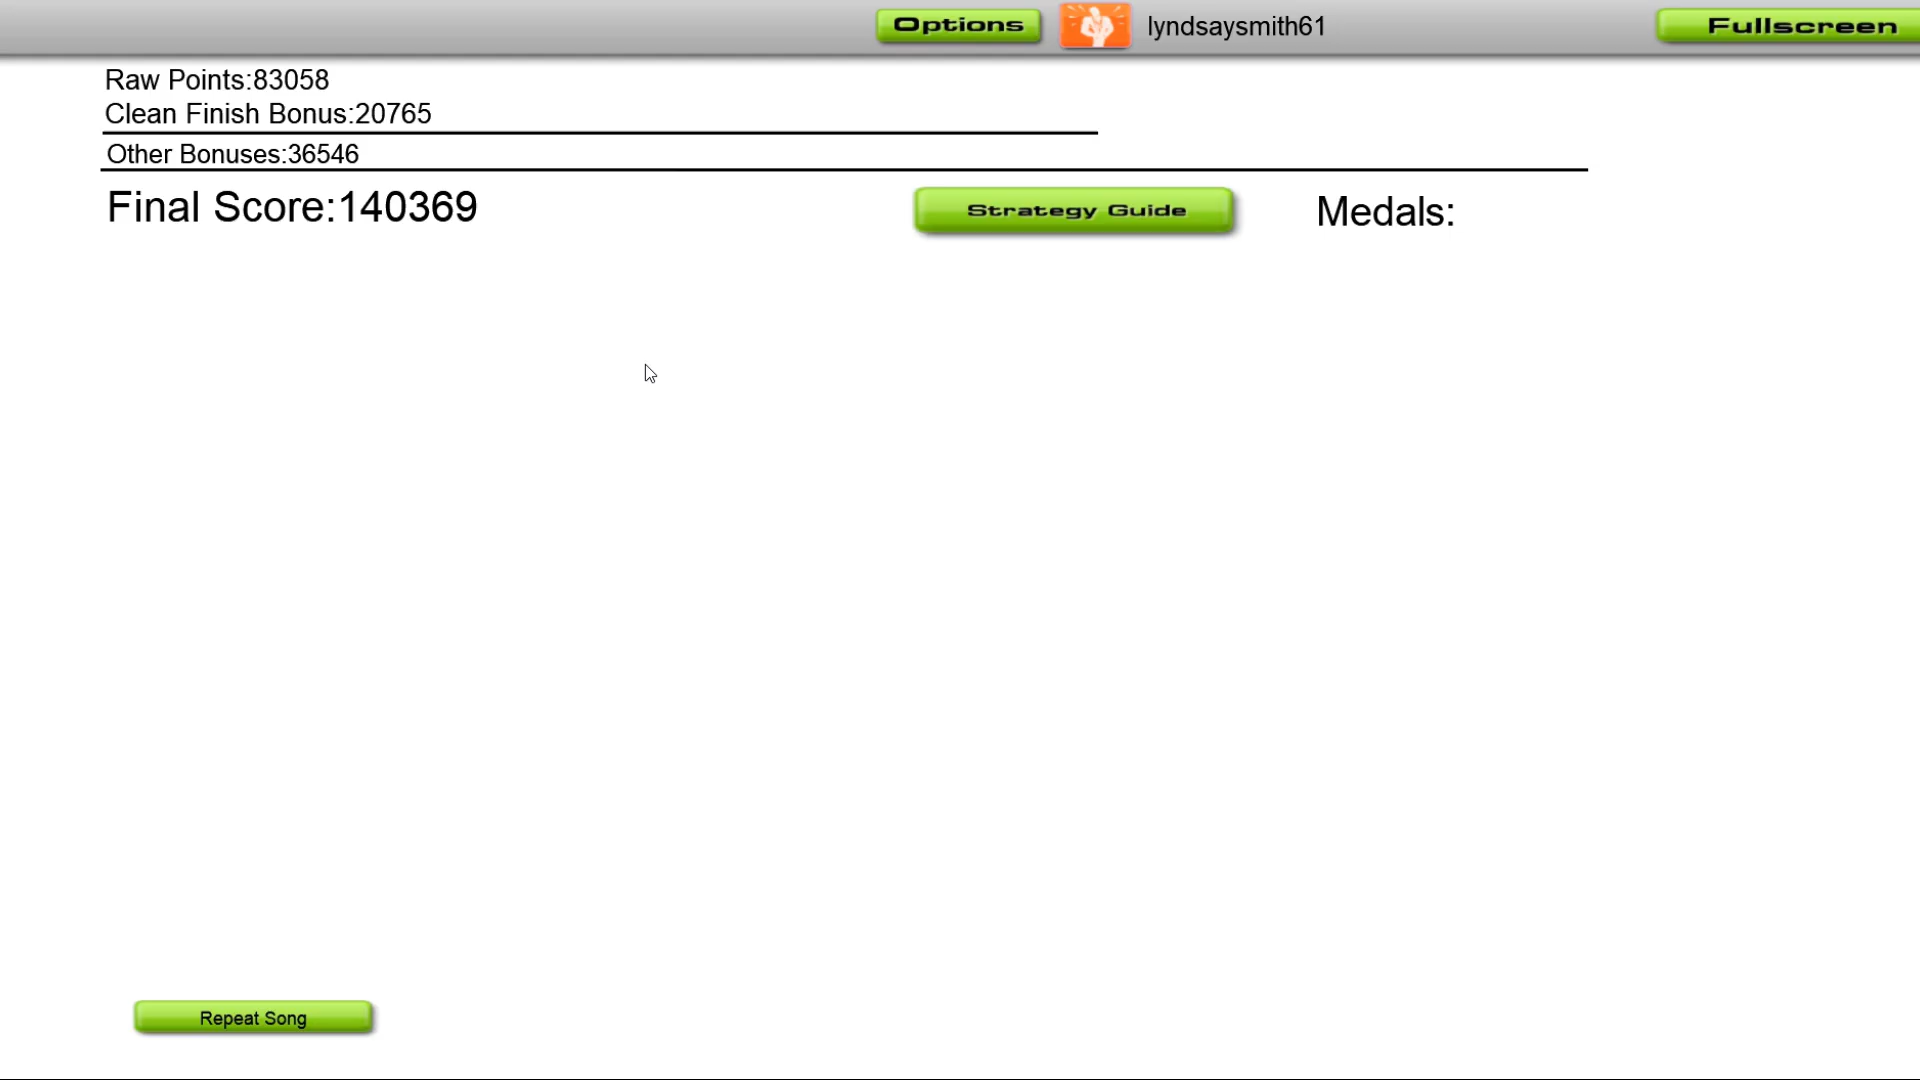 Options
lyndsaysmith61
Fullscreen
Raw Points:83058
Clean Finish Bonus:20765
Other Bonuses:36546
Final Score:140369
Strategy Guide
Medals:
Repeat Song